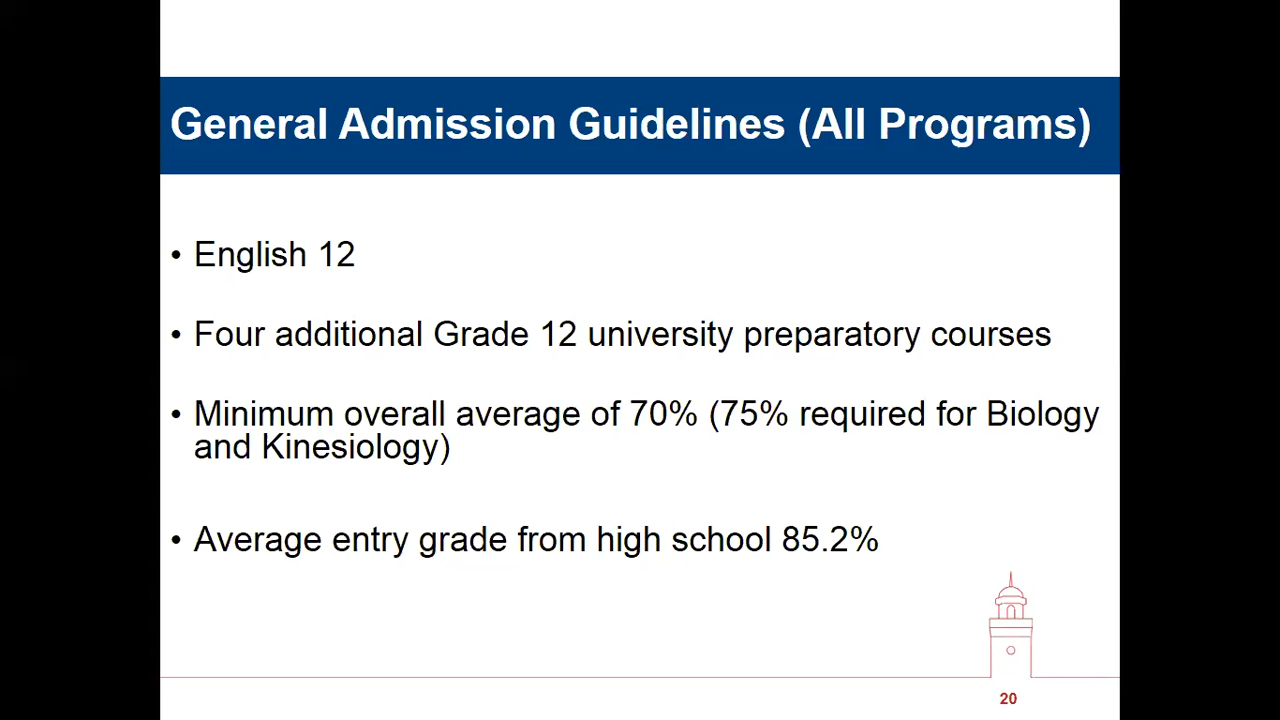 General Admission Guidelines (All Programs)
• English 12
• Four additional Grade 12 university preparatory courses
• Minimum overall average of 70% (75% required for Biology
and Kinesiology)
• Average entry grade from high school 85.2%
20